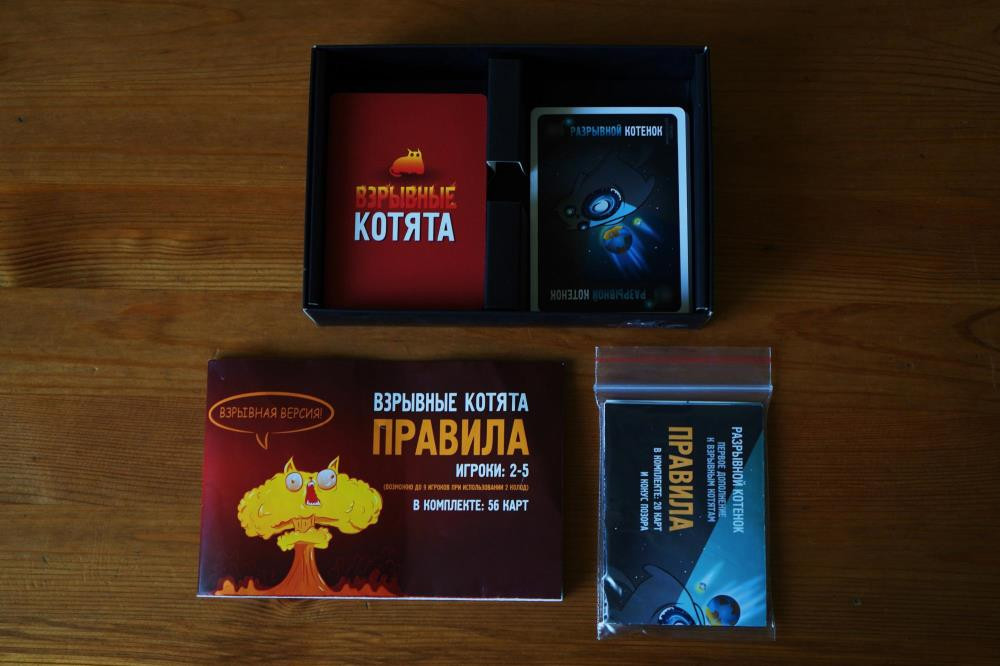 ВЗРЫВНЫЕ
КОТЯТА
РАЗРЫВНОЙ КОТЕНОК
РАЗРЫВНОЙ КОТЕНОК
ВЗРЫВНАЯ ВЕРСИЯ!
ВЗРЫВНЫЕ КОТЯТА
ПРАВИЛА
ИГРОКИ: 2-5
(ВОЗМОЖНО ДО 9 ИГРОКОВ ПРИ ИСПОЛЬЗОВАНИИ 2 КОЛОД)
В КОМПЛЕКТЕ: 56 КАРТ
РАЗРЫВНОЙ КОТЕНОК
ПЕРВОЕ ДОПОЛНЕНИЕ
К ВЗРЫВНЫМ КОТЯТАМ
ПРАВИЛА
В КОМПЛЕКТЕ: 20 КАРТ
И КОНУС ПОЗОРА